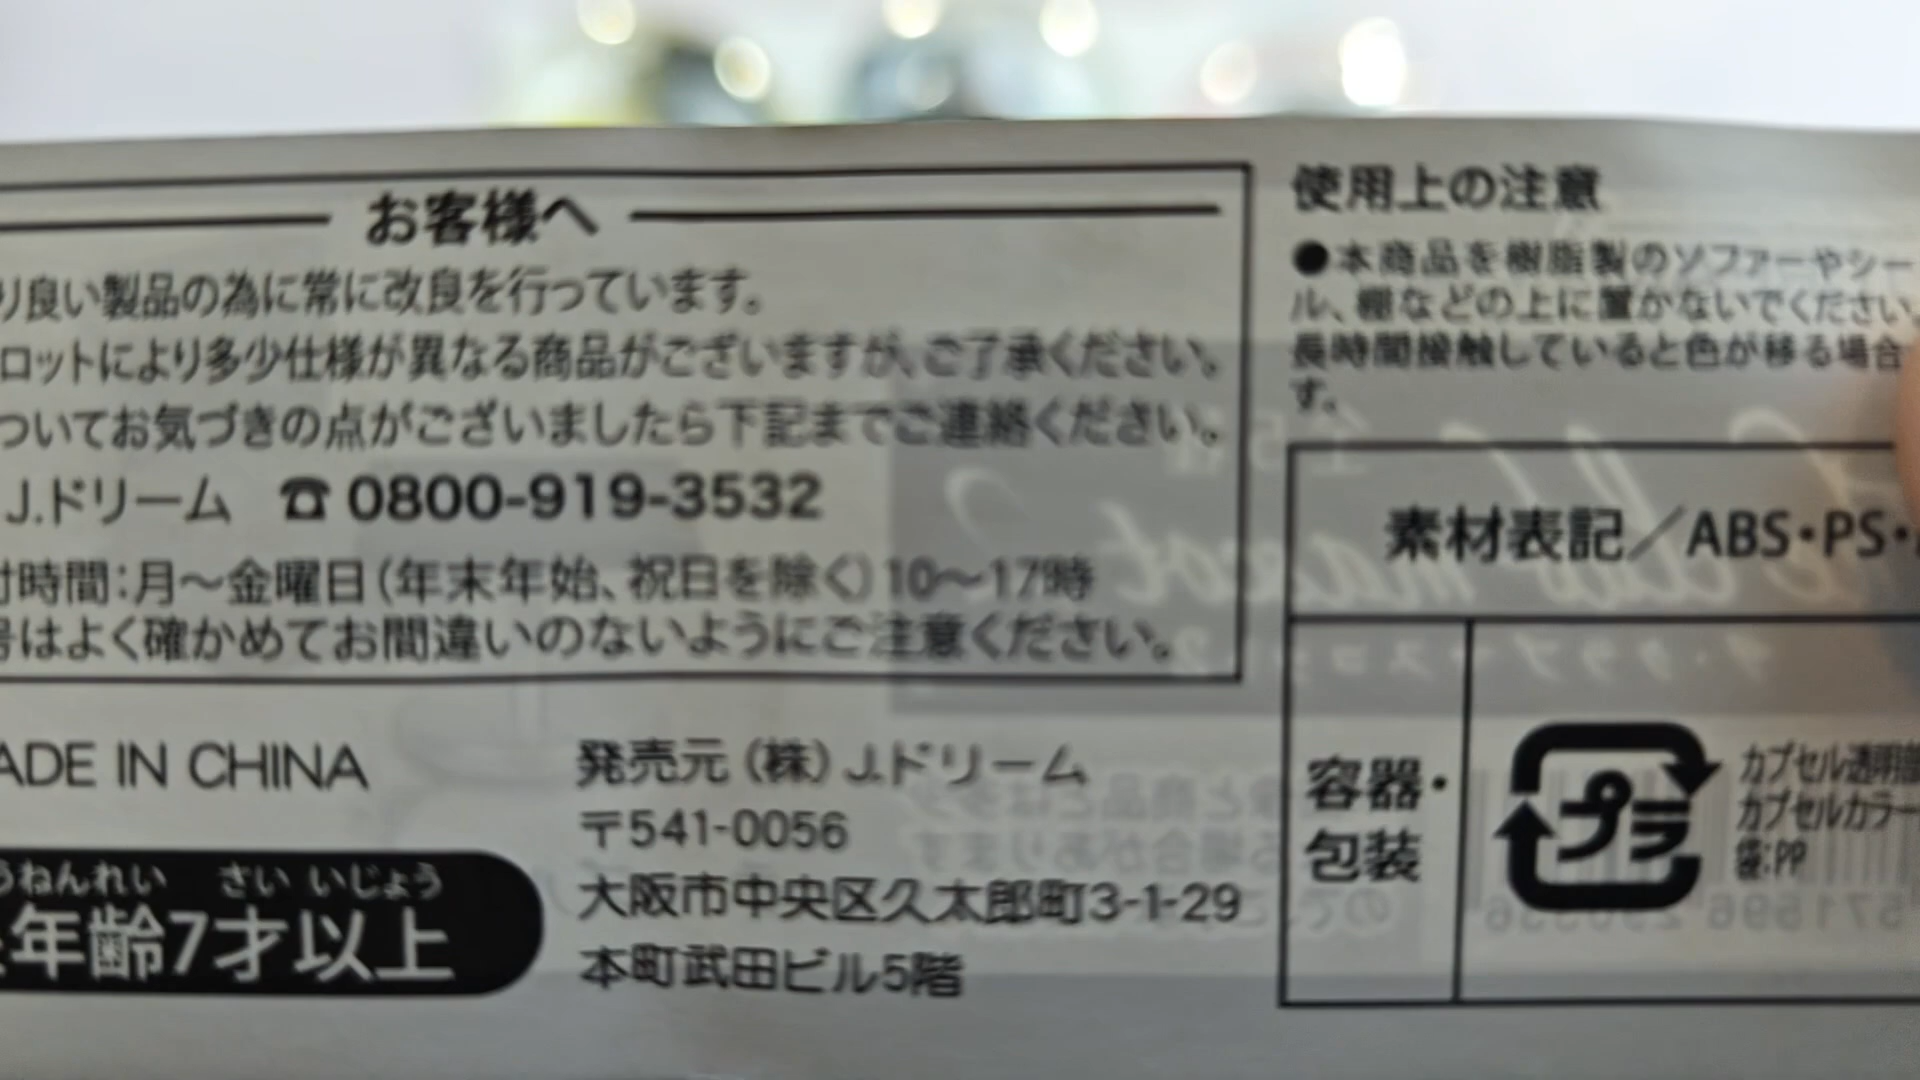 お客様へ
り良い製品の為に常に改良を行っています。
ロットにより多少仕様が異なる商品がございますが、ご了承ください。
ついてお気づきの点がございましたら下記までご連絡ください。
J.ドリーム ☎0800-919-3532
付時間：月～金曜日（年末年始、祝日を除く）10～17時
号はよく確かめてお間違いのないようにご注意ください。
ADE IN CHINA
うねんれい さい いじょう
年齢7才以上
発売元（株）J.ドリーム
〒541-0056
大阪市中央区久太郎町3-1-29
本町武田ビル5階
使用上の注意
●本商品を樹脂製のソファーやシー
ル、棚などの上に置かないでください。
長時間接触していると色が移る場合
す。
素材表記／ABS・PS・
容器・
包装
プラ
カプセル透明部
カプセルカラー
袋：PP